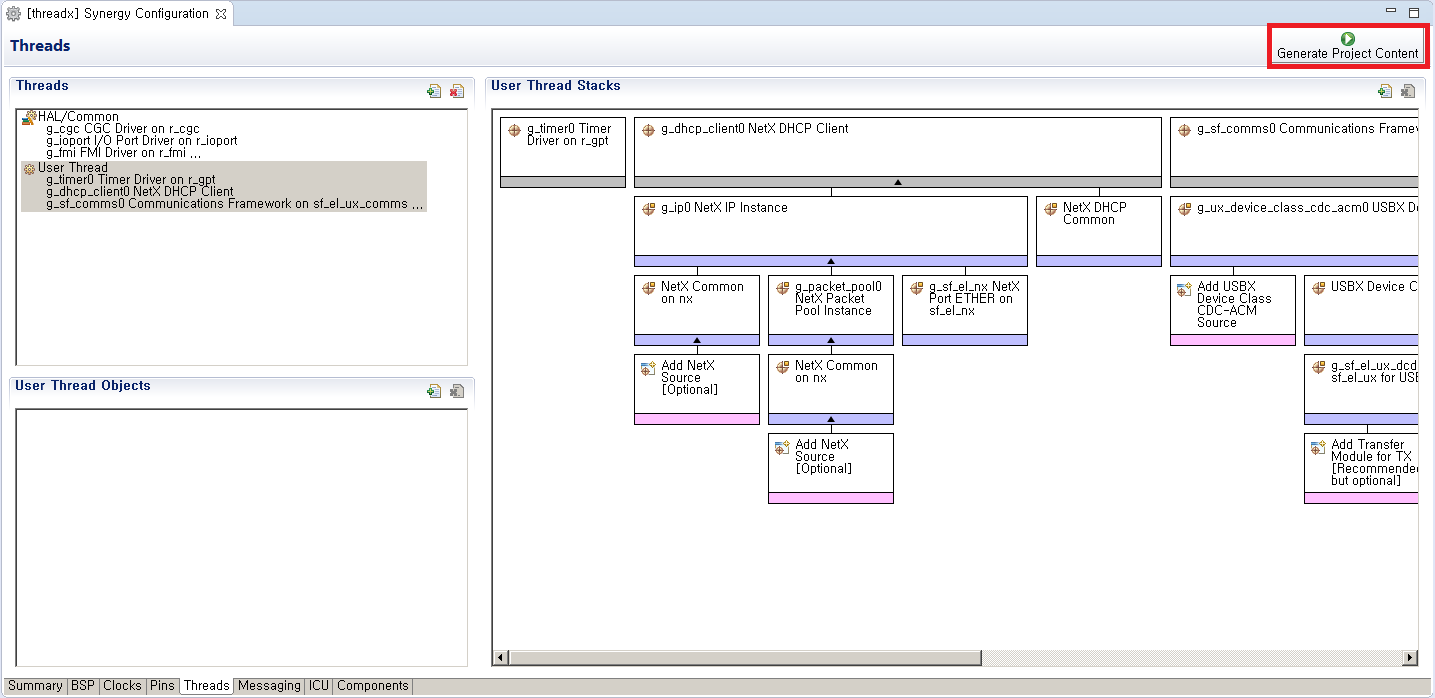 [threadx] Synergy Configuration
Threads
Generate Project Content
Threads
HAL/Common
g_cgc CGC Driver on r_cgc
g_ioport I/O Port Driver on r_ioport
g_fmi FMI Driver on r_fmi ...
User Thread
g_timer0 Timer Driver on r_gpt
g_dhcp_client0 NetX DHCP Client
g_sf_comms0 Communications Framework on sf_el_ux_comms ...
User Thread Objects
User Thread Stacks
g_timer0 Timer
Driver on r_gpt
g_dhcp_client0 NetX DHCP Client
g_sf_comms0 Communications Framew
g_ip0 NetX IP Instance
NetX DHCP
Common
g_ux_device_class_cdc_acm0 USBX De
NetX Common
on nx
g_packet_pool0
NetX Packet
Pool Instance
g_sf_el_nx NetX
Port ETHER on
sf_el_nx
Add USBX
Device Class
CDC-ACM
Source
USBX Device C
Add NetX
Source
[Optional]
NetX Common
on nx
g_sf_el_ux_dcd
sf_el_ux for USB
Add NetX
Source
[Optional]
Add Transfer
Module for TX
[Recommended
but optional]
Summary BSP Clocks Pins Threads Messaging ICU Components